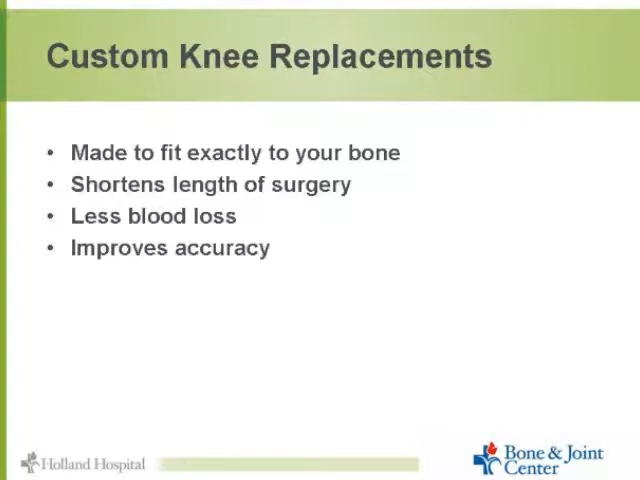 Custom Knee Replacements
• Made to fit exactly to your bone
• Shortens length of surgery
• Less blood loss
• Improves accuracy
Holland Hospital
Bone & Joint
Center